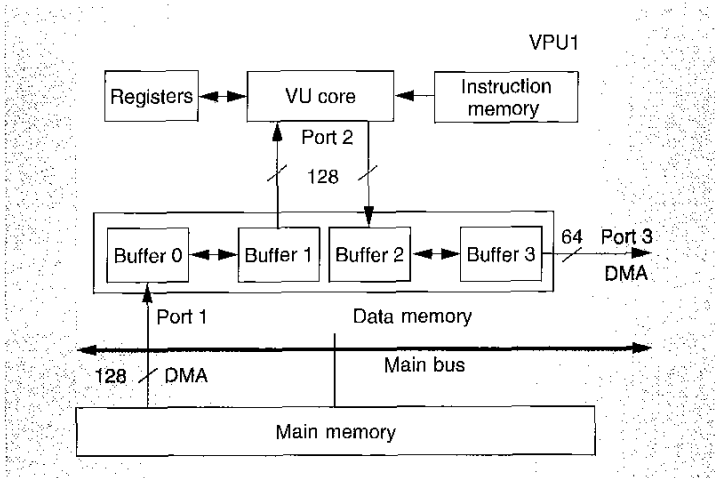 VPU1
Registers
VU core
Instruction
memory
Port 2
128
Buffer 0
Buffer 1
Buffer 2
Buffer 3
64
Port 3
DMA
Port 1
Data memory
Main bus
128
DMA
Main memory